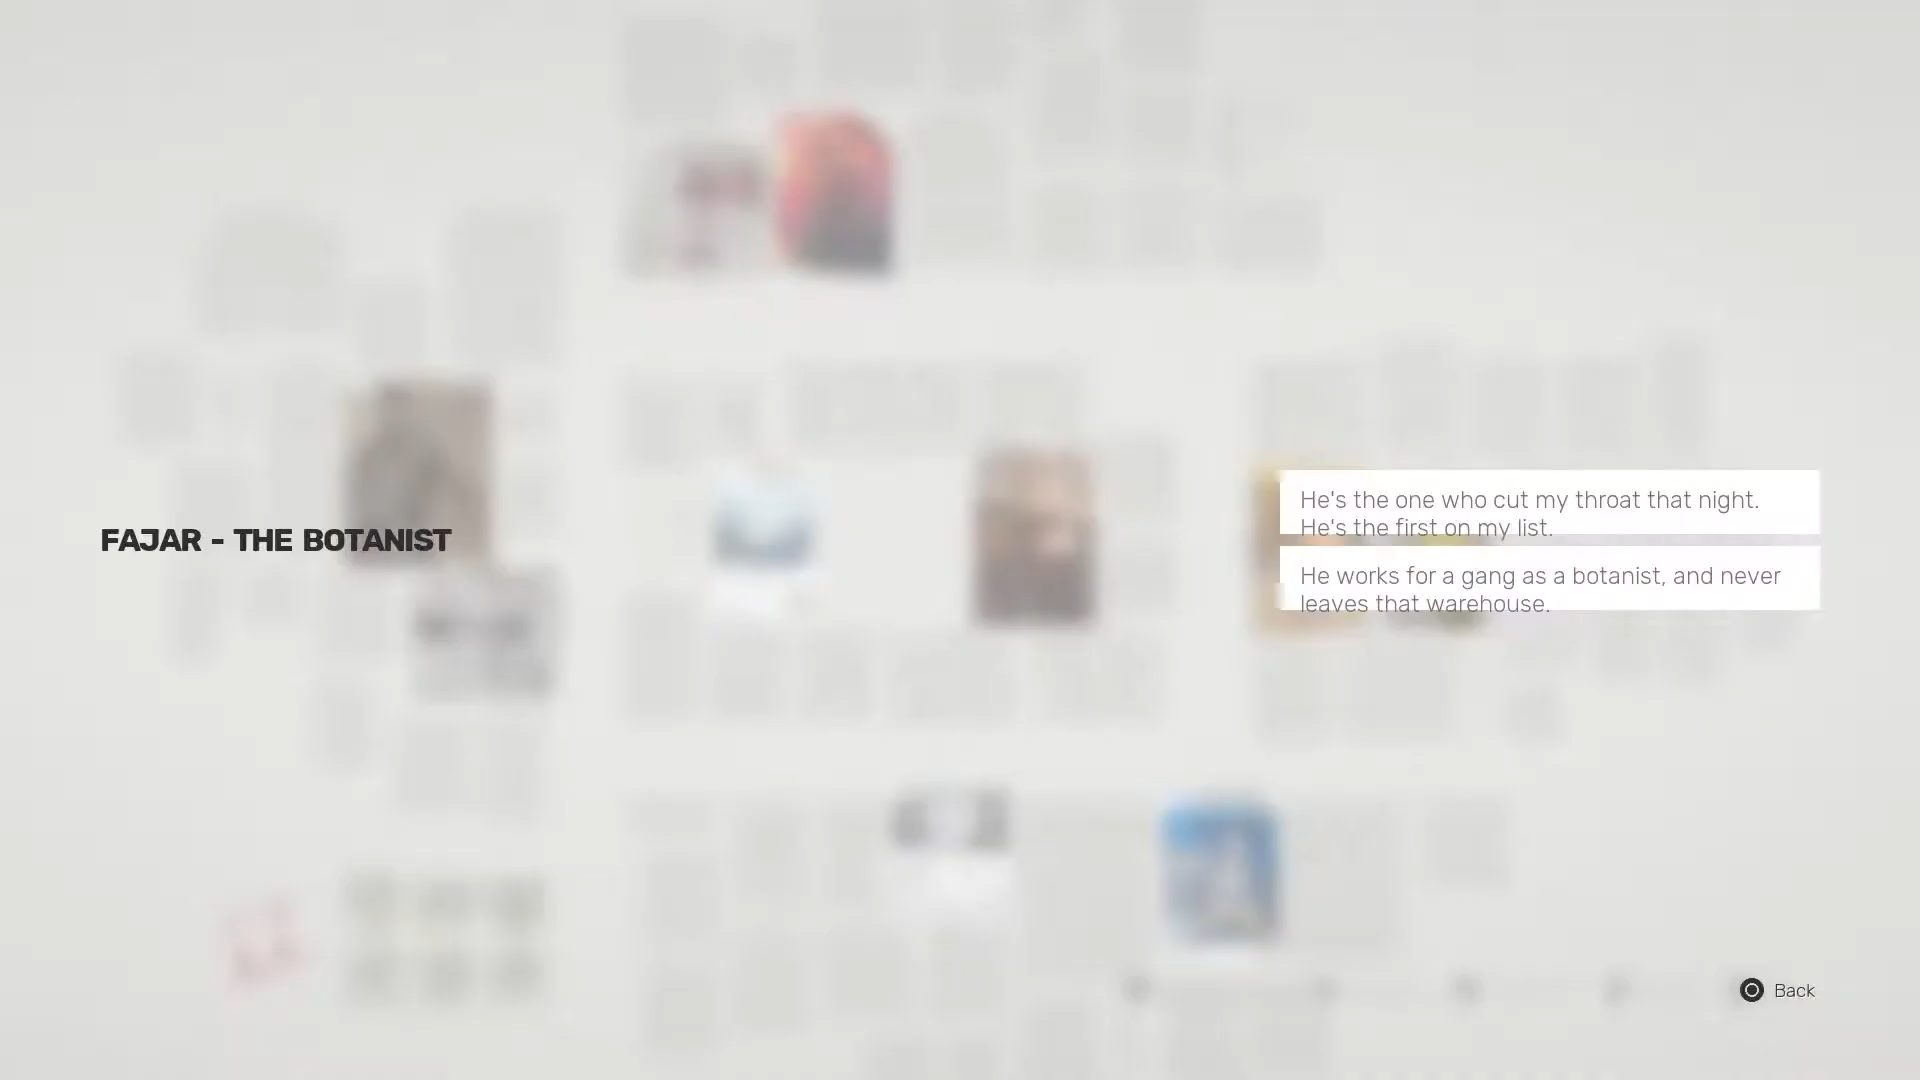 FAJAR - THE BOTANIST
He's the one who cut my throat that night.
He's the first on my list.
He works for a gang as a botanist, and never
leaves that warehouse.
Back